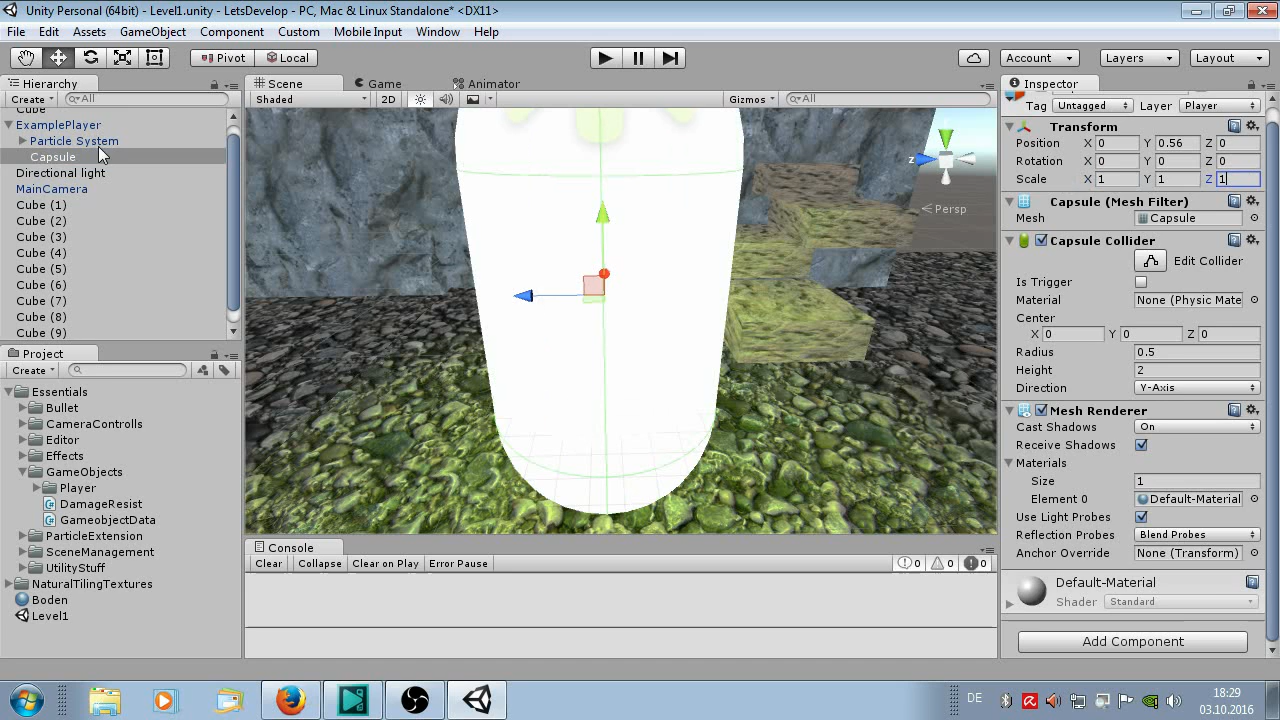 Unity Personal (64bit) - Level1.unity - LetsDevelop - PC, Mac & Linux Standalone* <DX11>
File Edit Assets GameObject Component Custom Mobile Input Window Help
Pivot Local Account Layers Layout
Hierarchy
Create All
Cube
ExamplePlayer
Particle System
Capsule
Directional light
MainCamera
Cube (1)
Cube (2)
Cube (3)
Cube (4)
Cube (5)
Cube (6)
Cube (7)
Cube (8)
Cube (9)
Project
Create
Essentials
Bullet
CameraControlls
Editor
Effects
GameObjects
Player
DamageResist
GameobjectData
ParticleExtension
SceneManagement
UtilityStuff
NaturalTilingTextures
Boden
Level1
Scene Game Animator
Shaded 2D Gizmos All
z
Persp
Console
Clear Collapse Clear on Play Error Pause 0 0 0
Inspector
Tag Untagged Layer Player
Transform
Position X 0 Y 0.56 Z 0
Rotation X 0 Y 0 Z 0
Scale X 1 Y 1 Z 1
Capsule (Mesh Filter)
Mesh Capsule
Capsule Collider
Edit Collider
Is Trigger
Material None (Physic Mate
Center
X 0 Y 0 Z 0
Radius 0.5
Height 2
Direction Y-Axis
Mesh Renderer
Cast Shadows On
Receive Shadows
Materials
Size 1
Element 0 Default-Material
Use Light Probes
Reflection Probes Blend Probes
Anchor Override None (Transform)
Default-Material
Shader Standard
Add Component
DE
18:29
03.10.2016